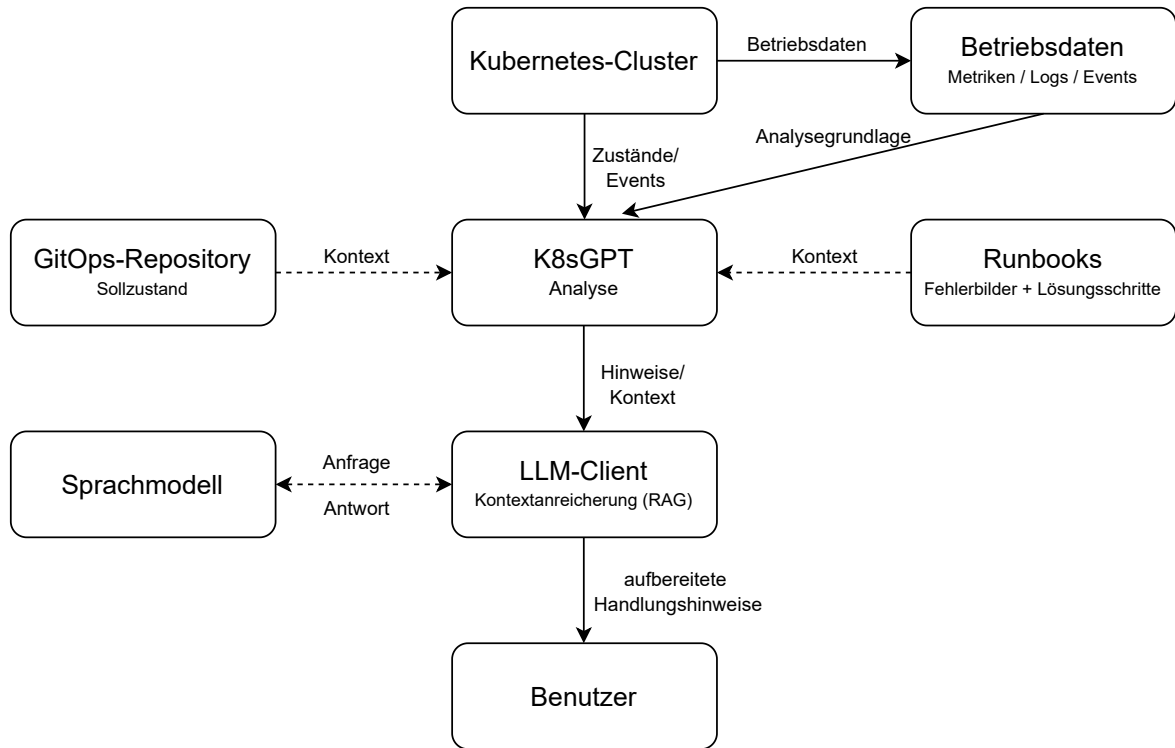 Kubernetes-Cluster
Betriebsdaten
Betriebsdaten
Metriken / Logs / Events
Zustände/
Events
Analysegrundlage
GitOps-Repository
Sollzustand
Kontext
K8sGPT
Analyse
Kontext
Runbooks
Fehlerbilder + Lösungsschritte
Hinweise/
Kontext
Sprachmodell
Anfrage
Antwort
LLM-Client
Kontextanreicherung (RAG)
aufbereitete
Handlungshinweise
Benutzer